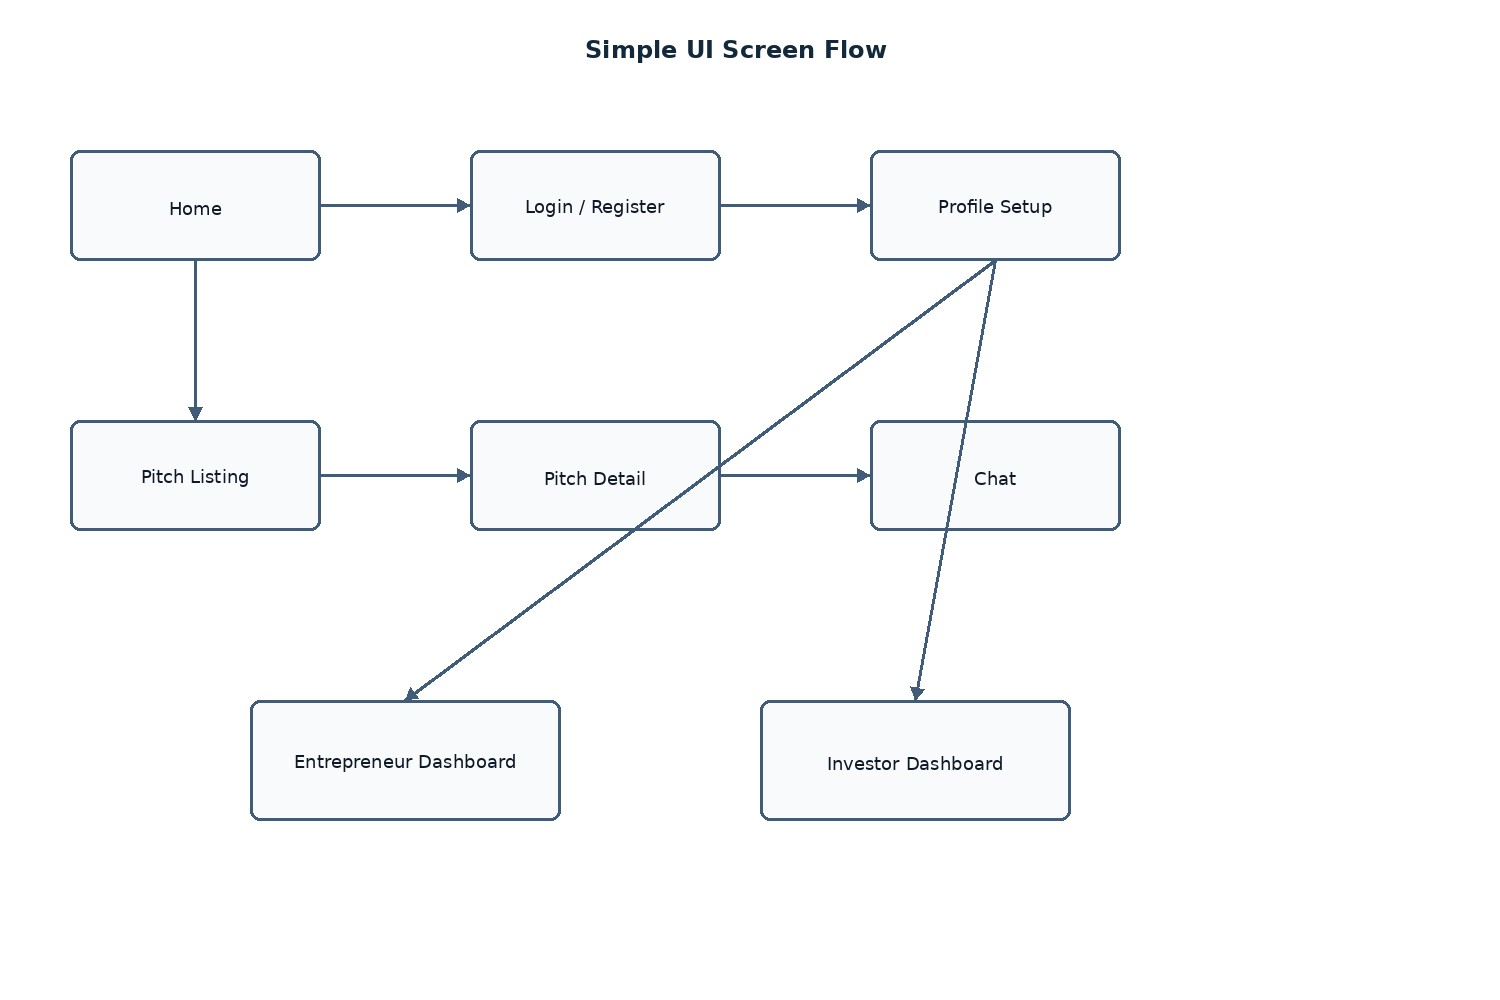 Simple UI Screen Flow
Home
Login / Register
Profile Setup
Pitch Listing
Pitch Detail
Chat
Entrepreneur Dashboard
Investor Dashboard